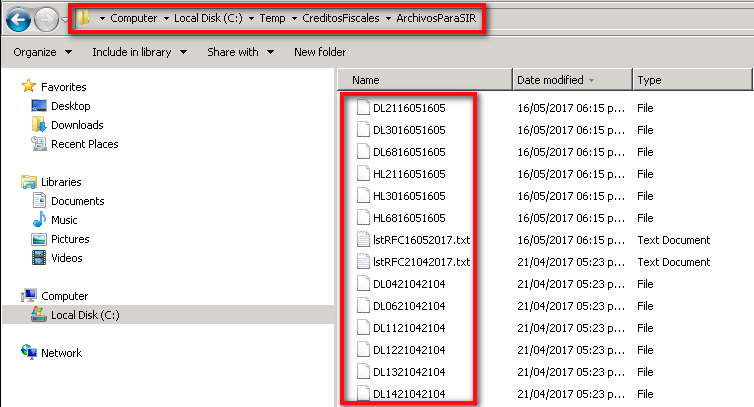 Computer Local Disk (C:) Temp CreditosFiscales ArchivosParaSIR
Organize Include in library Share with Burn New folder
Favorites
Desktop
Downloads
Recent Places
Libraries
Documents
Music
Pictures
Videos
Computer
Local Disk (C:)
Network
Name Date modified Type
DL2116051605 16/05/2017 06:15 p... File
DL3016051605 16/05/2017 06:15 p... File
DL6816051605 16/05/2017 06:15 p... File
HL2116051605 16/05/2017 06:15 p... File
HL3016051605 16/05/2017 06:15 p... File
HL6816051605 16/05/2017 06:15 p... File
lstRFC16052017.txt 16/05/2017 06:15 p... Text Document
lstRFC21042017.txt 21/04/2017 05:23 p... Text Document
DL0421042104 21/04/2017 05:23 p... File
DL0621042104 21/04/2017 05:23 p... File
DL1121042104 21/04/2017 05:23 p... File
DL1221042104 21/04/2017 05:23 p... File
DL1321042104 21/04/2017 05:23 p... File
DL1421042104 21/04/2017 05:23 p... File